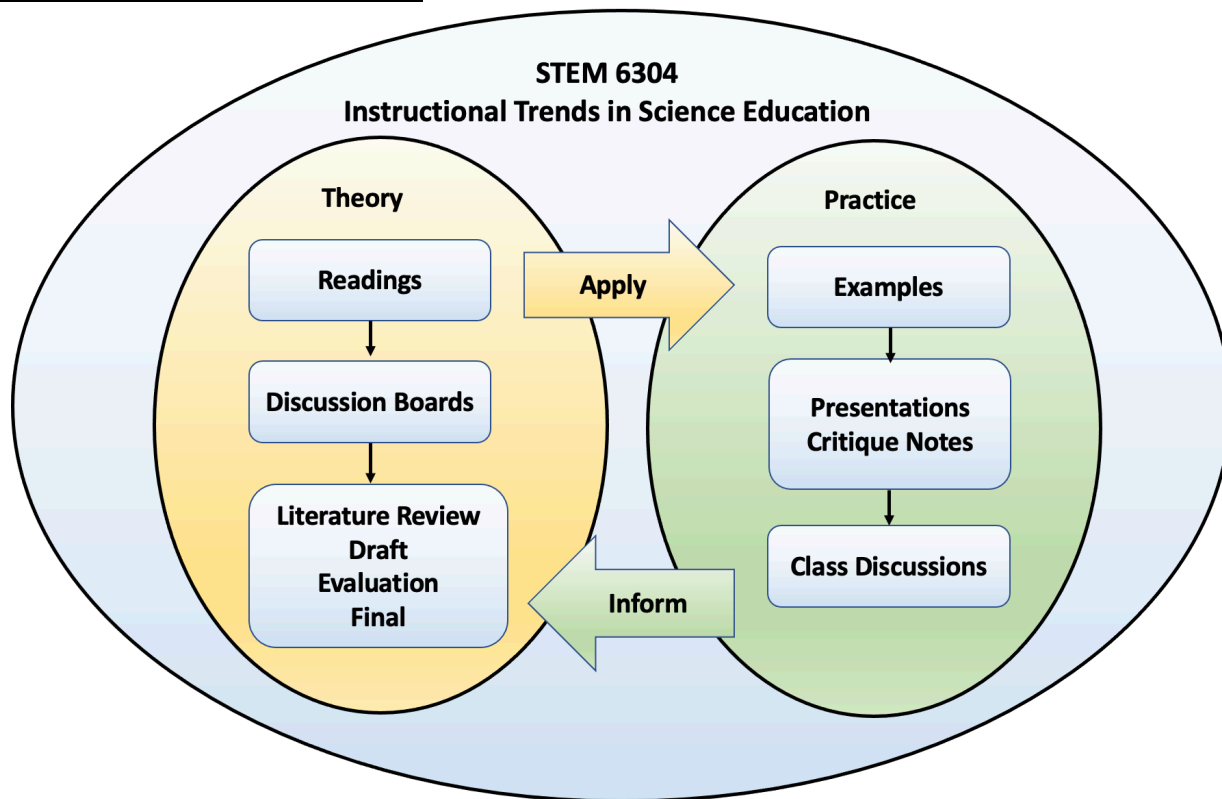 STEM 6304
Instructional Trends in Science Education
Theory
Readings
Discussion Boards
Literature Review
Draft
Evaluation
Final
Apply
Inform
Practice
Examples
Presentations
Critique Notes
Class Discussions